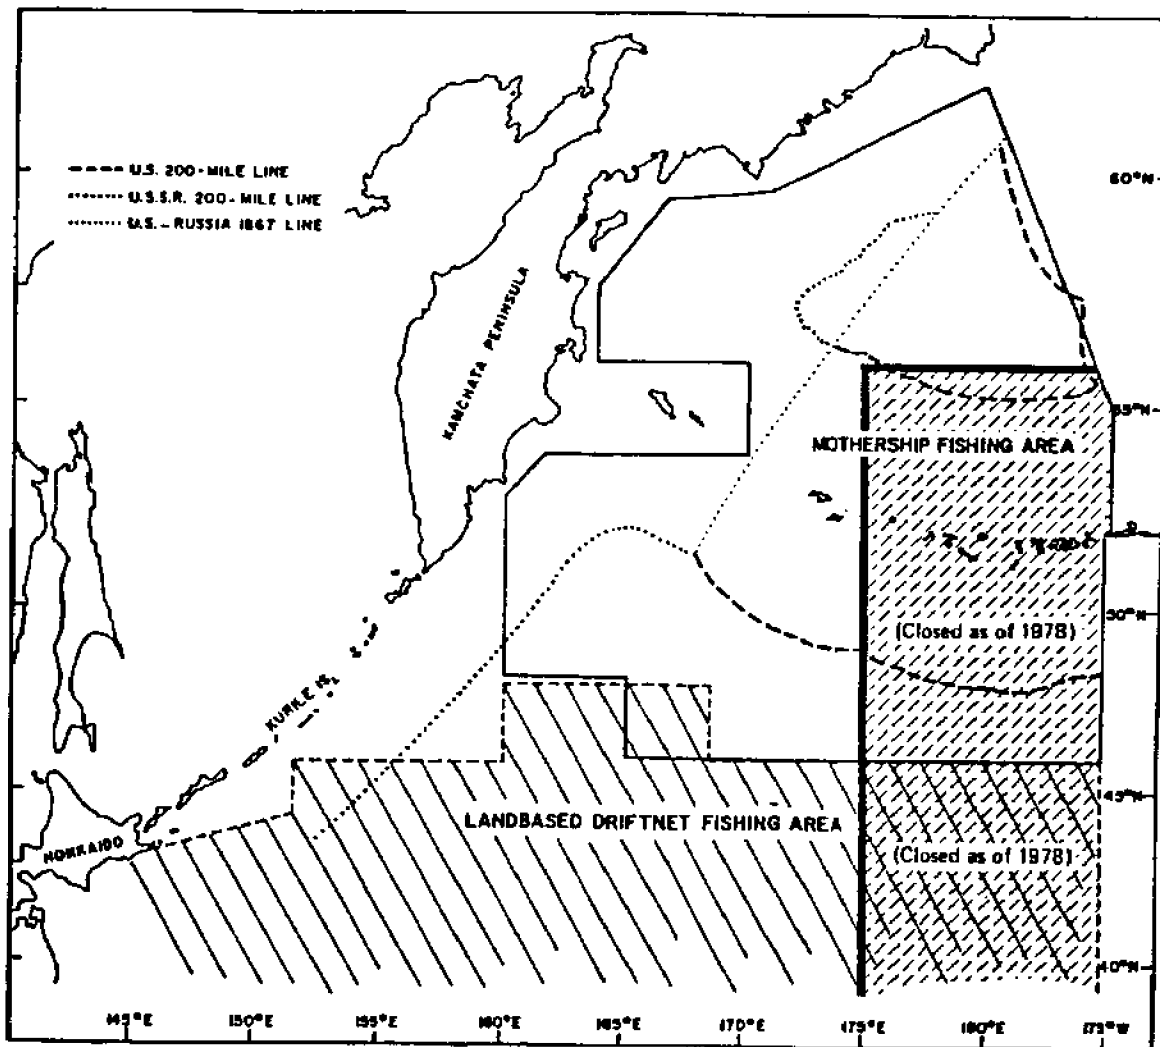 U.S. 200-MILE LINE
U.S.S.R. 200-MILE LINE
U.S. - RUSSIA 1867 LINE
60°N
KAMCHATA PENINSULA
55°N
MOTHERSHIP FISHING AREA
50°N
(Closed as of 1978)
KURILE IS.
45°N
LANDBASED DRIFTNET FISHING AREA
HOKKAIDO
(Closed as of 1978)
40°N
145°E 150°E 155°E 160°E 165°E 170°E 175°E 180°E 175°W